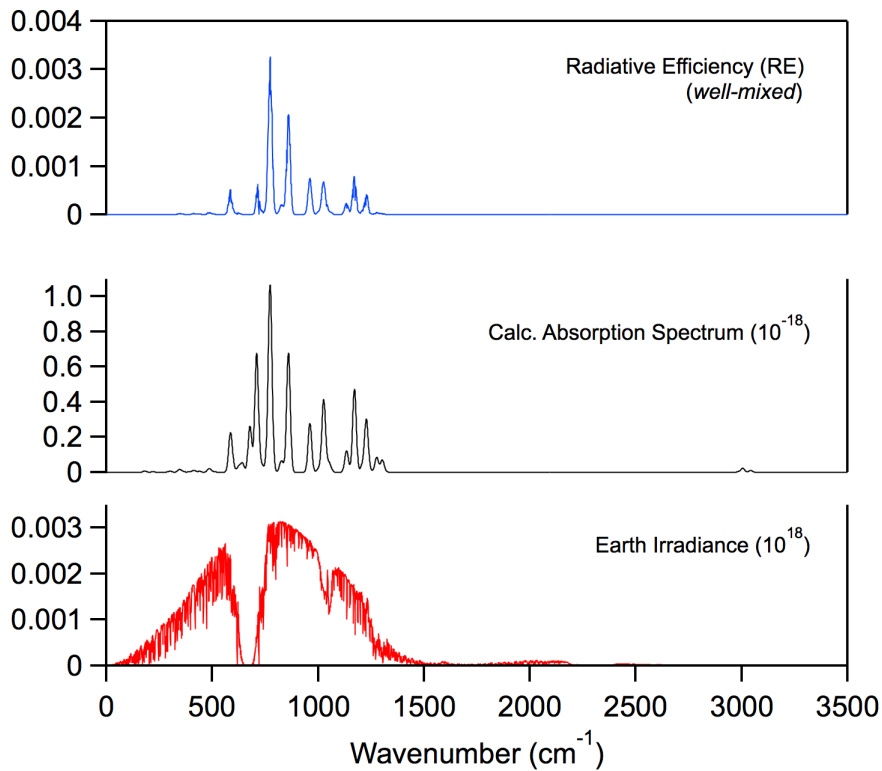 0.004
0.003
0.002
0.001
0
Radiative Efficiency (RE)
(well-mixed)
1.0
0.8
0.6
0.4
0.2
0
Calc. Absorption Spectrum (10⁻¹⁸)
0.003
0.002
0.001
0
Earth Irradiance (10¹⁸)
0 500 1000 1500 2000 2500 3000 3500
Wavenumber (cm⁻¹)